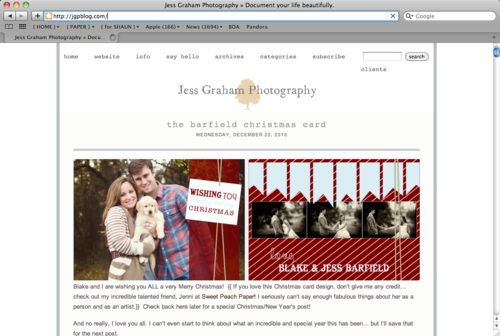 Jess Graham Photography » Document your life beautifully.
http://jgpblog.com/
Google
{ HOME } {PAPER } { for SHAUN } Apple (166) News (1694) BOA Pandora
Jess Graham Photography » Docu...
home website info say hello archives categories subscribe search
clients
Jess Graham Photography
the barfield christmas card
WEDNESDAY, DECEMBER 22, 2010
WISHING YOU
CHRISTMAS
love,
BLAKE & JESS BARFIELD
Blake and I are wishing you ALL a very Merry Christmas! {{ If you love this Christmas card design, don't give me any credit...
check out my incredible talented friend, Jenni at Sweet Peach Paper! I seriously can't say enough fabulous things about her as a
person and as an artist.}} Check back here later for a special Christmas/New Year's post!
And no really, I love you all. I can't even start to think about what an incredible and special year this has been... but I'll save that
for the next post.